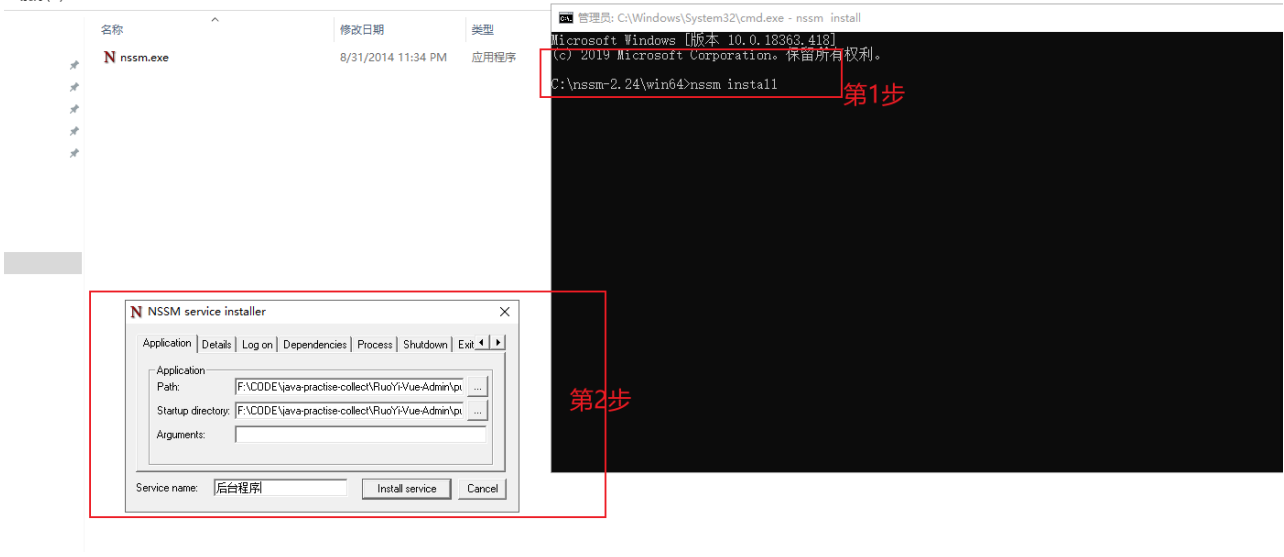 名称
修改日期
类型
nssm.exe
8/31/2014 11:34 PM
应用程序
管理员: C:\Windows\System32\cmd.exe - nssm install
Microsoft Windows [版本 10.0.18363.418]
(c) 2019 Microsoft Corporation。保留所有权利。
C:\nssm-2.24\win64>nssm install
第1步
NSSM service installer
Application
Details
Log on
Dependencies
Process
Shutdown
Exit
Application
Path:
F:\CODE\java-practise-collect\RuoYi-Vue-Admin\pu
...
Startup directory:
F:\CODE\java-practise-collect\RuoYi-Vue-Admin\pu
...
Arguments:
第2步
Service name:
后台程序
Install service
Cancel